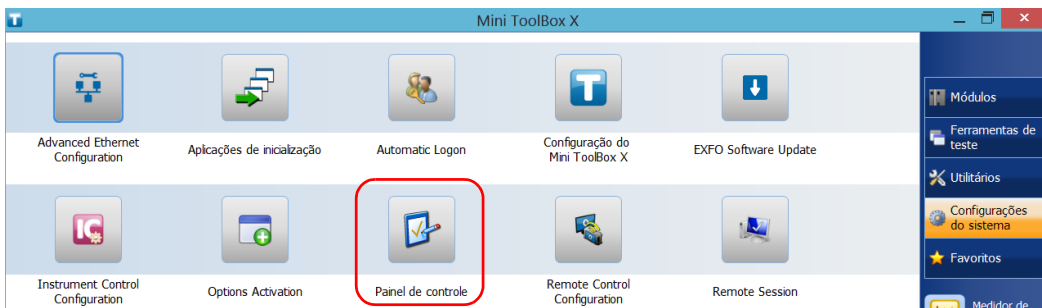 Mini ToolBox X
Advanced Ethernet
Configuration
Aplicações de inicialização
Automatic Logon
Configuração do
Mini ToolBox X
EXFO Software Update
Instrument Control
Configuration
Options Activation
Painel de controle
Remote Control
Configuration
Remote Session
Módulos
Ferramentas de
teste
Utilitários
Configurações
do sistema
Favoritos
Medidor de